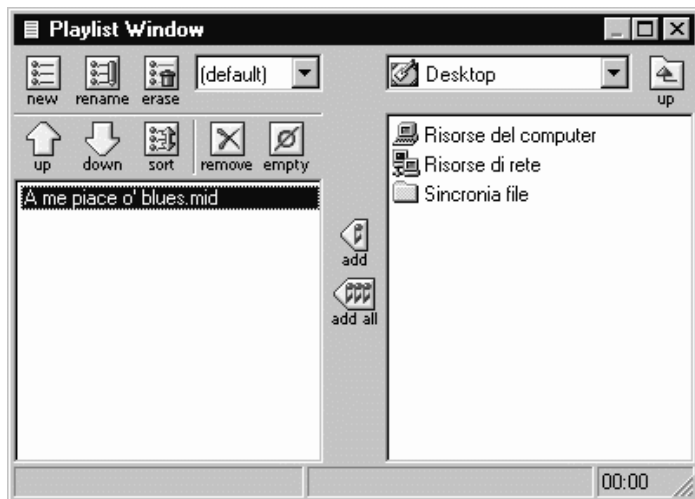 Playlist Window
new rename erase (default) Desktop up
up down sort remove empty
A me piace o' blues.mid
Risorse del computer
Risorse di rete
Sincronia file
add
add all
00:00